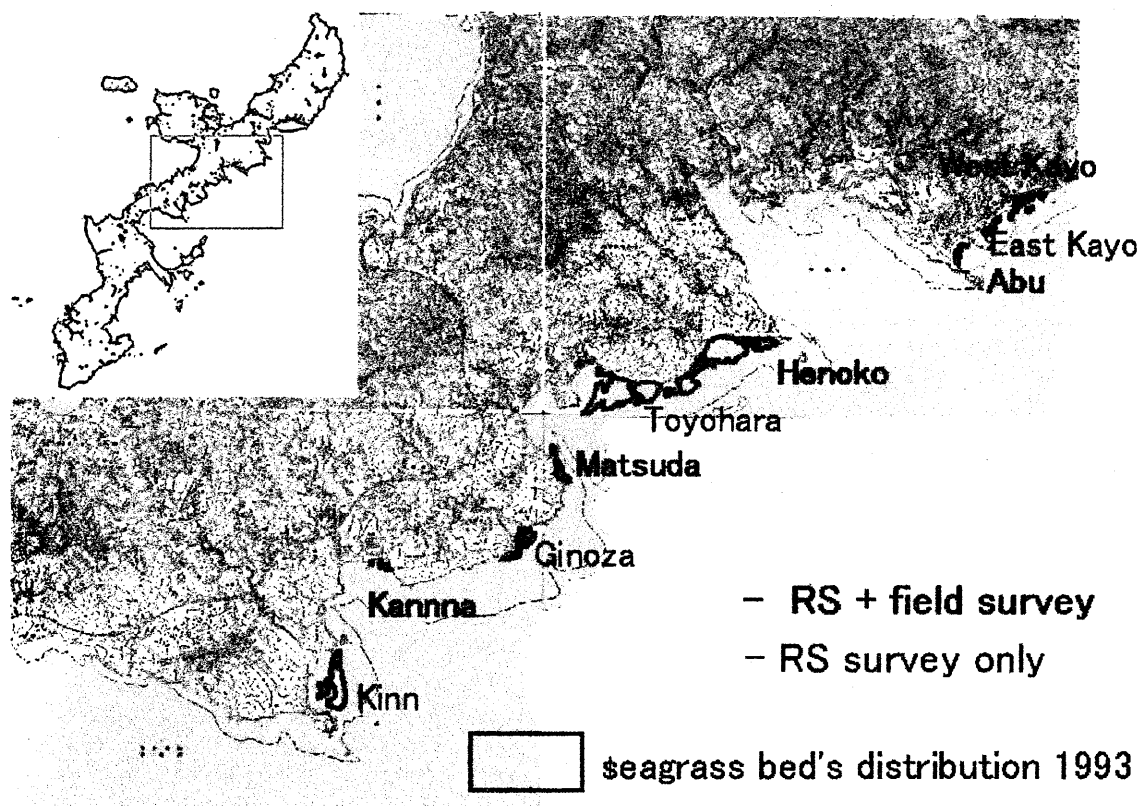 West Kayo
East Kayo
Abu
Henoko
Toyohara
Matsuda
Ginoza
Kannna
– RS + field survey
– RS survey only
Kinn
seagrass bed's distribution 1993